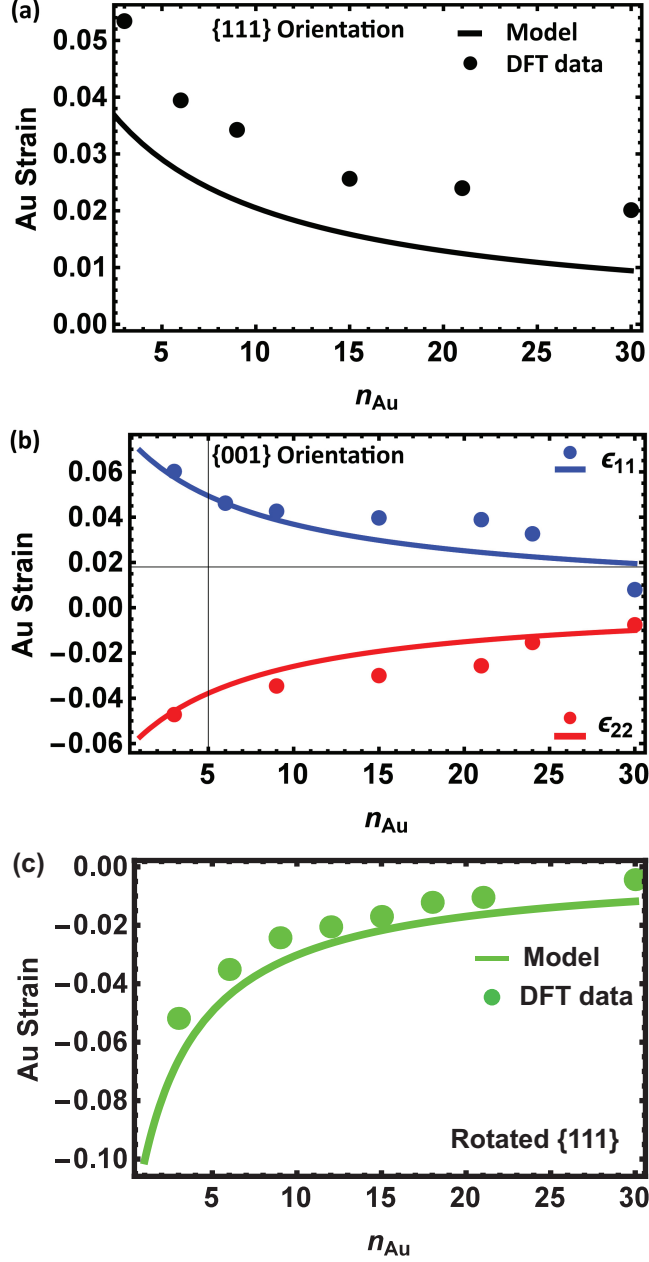 (a)
{111} Orientation
Model
DFT data
Au Strain
0.05
0.04
0.03
0.02
0.01
0.00
5 10 15 20 25 30
nAu
(b)
{001} Orientation
ϵ11
Au Strain
0.06
0.04
0.02
0.00
−0.02
−0.04
−0.06
ϵ22
5 10 15 20 25 30
nAu
(c)
Au Strain
0.00
−0.02
−0.04
−0.06
−0.08
−0.10
Model
DFT data
Rotated {111}
5 10 15 20 25 30
nAu